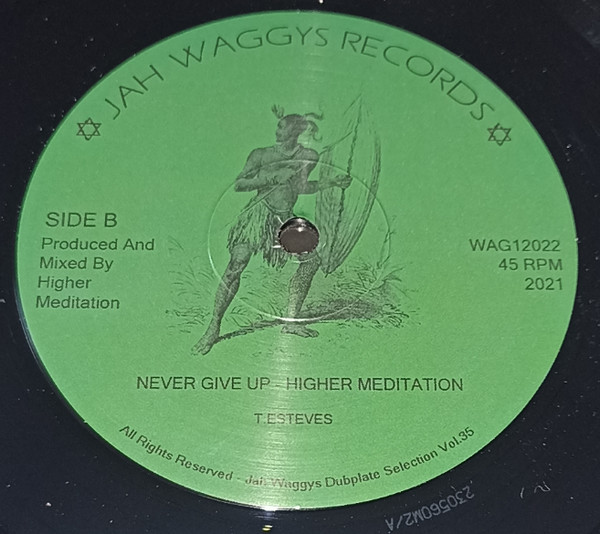 JAH WAGGYS RECORDS
SIDE B
Produced And
Mixed By
Higher
Meditation
WAG12022
45 RPM
2021
NEVER GIVE UP - HIGHER MEDITATION
T.ESTEVES
All Rights Reserved - Jah Waggys Dubplate Selection Vol.35
230560M2/A